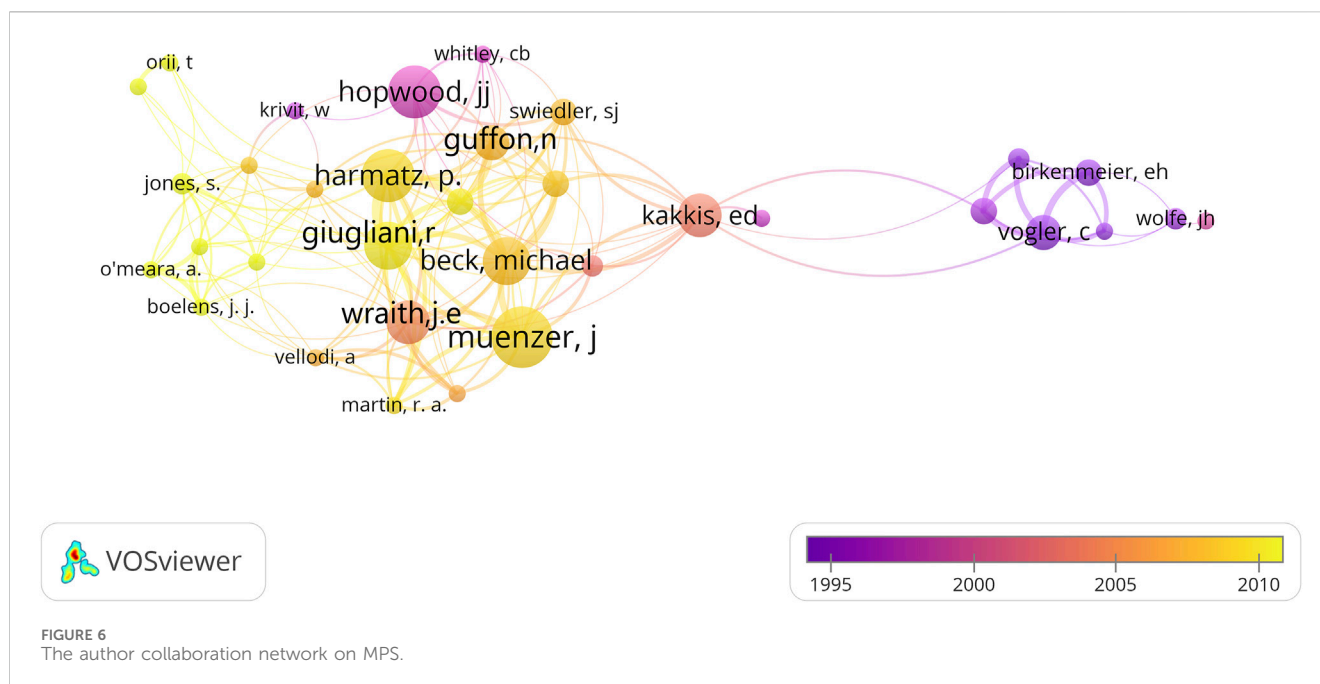 orii, t
whitley, cb
hopwood, jj
krivit, w
swiedler, sj
guffon,n
harmatz, p.
jones, s.
birkenmeier, eh
kakkis, ed
wolfe, jh
giugliani,r
vogler, c
beck, michael
o'meara, a.
boelens, j. j.
wraith,j.e
muenzer, j
vellodi, a
martin, r. a.
VOSviewer
1995 2000 2005 2010
FIGURE 6
The author collaboration network on MPS.